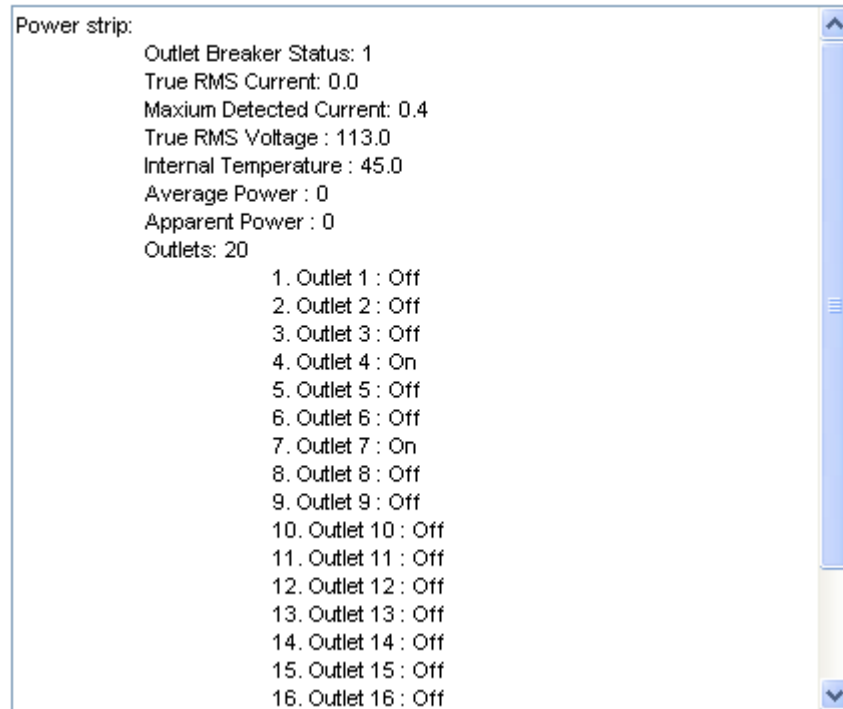 Power strip:
Outlet Breaker Status: 1
True RMS Current: 0.0
Maxium Detected Current: 0.4
True RMS Voltage : 113.0
Internal Temperature : 45.0
Average Power : 0
Apparent Power : 0
Outlets: 20
1. Outlet 1 : Off
2. Outlet 2 : Off
3. Outlet 3 : Off
4. Outlet 4 : On
5. Outlet 5 : Off
6. Outlet 6 : Off
7. Outlet 7 : On
8. Outlet 8 : Off
9. Outlet 9 : Off
10. Outlet 10 : Off
11. Outlet 11 : Off
12. Outlet 12 : Off
13. Outlet 13 : Off
14. Outlet 14 : Off
15. Outlet 15 : Off
16. Outlet 16 : Off